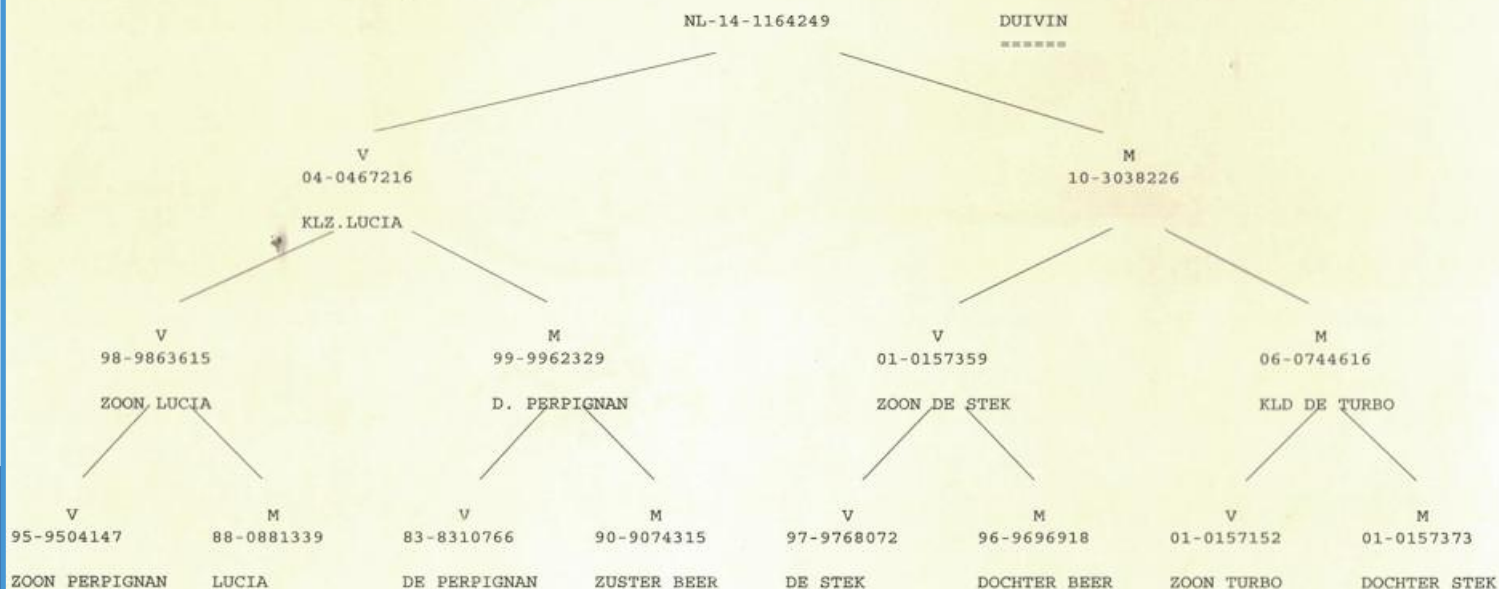 NL-14-1164249 DUIVIN
======
V M
04-0467216 10-3038226
KLZ.LUCIA
V M V M
98-9863615 99-9962329 01-0157359 06-0744616
ZOON LUCIA D. PERPIGNAN ZOON DE STEK KLD DE TURBO
V M V M V M V M
95-9504147 88-0881339 83-8310766 90-9074315 97-9768072 96-9696918 01-0157152 01-0157373
ZOON PERPIGNAN LUCIA DE PERPIGNAN ZUSTER BEER DE STEK DOCHTER BEER ZOON TURBO DOCHTER STEK